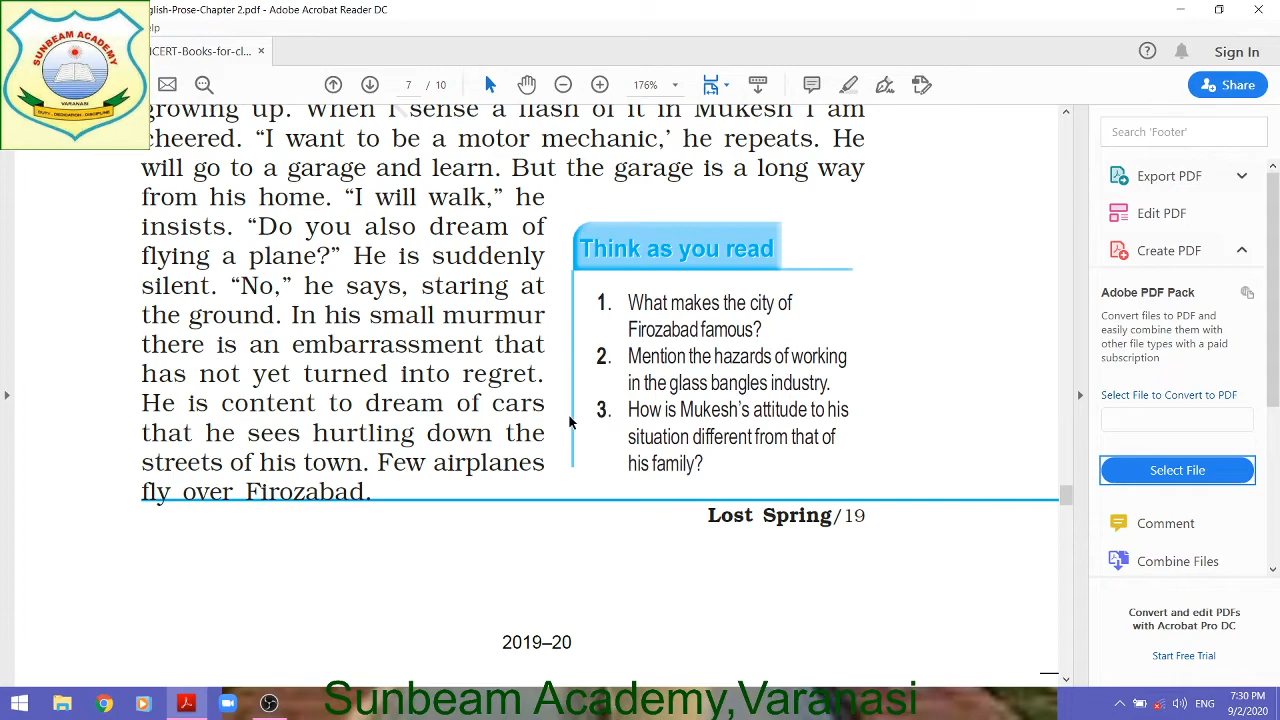 nglish-Prose-Chapter 2.pdf - Adobe Acrobat Reader DC
elp
SUNBEAM ACADEMY
VARANASI
DUTY - DEDICATION - DISCIPLINE
ICERT-Books-for-cl... ×
Sign In
7 / 10
176%
Share
growing up. When I sense a flash of it in Mukesh I am
cheered. “I want to be a motor mechanic,’ he repeats. He
will go to a garage and learn. But the garage is a long way
from his home. “I will walk,” he
insists. “Do you also dream of
flying a plane?” He is suddenly
silent. “No,” he says, staring at
the ground. In his small murmur
there is an embarrassment that
has not yet turned into regret.
He is content to dream of cars
that he sees hurtling down the
streets of his town. Few airplanes
fly over Firozabad.
Think as you read
1. What makes the city of
Firozabad famous?
2. Mention the hazards of working
in the glass bangles industry.
3. How is Mukesh’s attitude to his
situation different from that of
his family?
Lost Spring/19
2019–20
Search 'Footer'
Export PDF
Edit PDF
Create PDF
Adobe PDF Pack
Convert files to PDF and
easily combine them with
other file types with a paid
subscription
Select File to Convert to PDF
Select File
Comment
Combine Files
Convert and edit PDFs
with Acrobat Pro DC
Start Free Trial
Sunbeam Academy,Varanasi
ENG
7:30 PM
9/2/2020